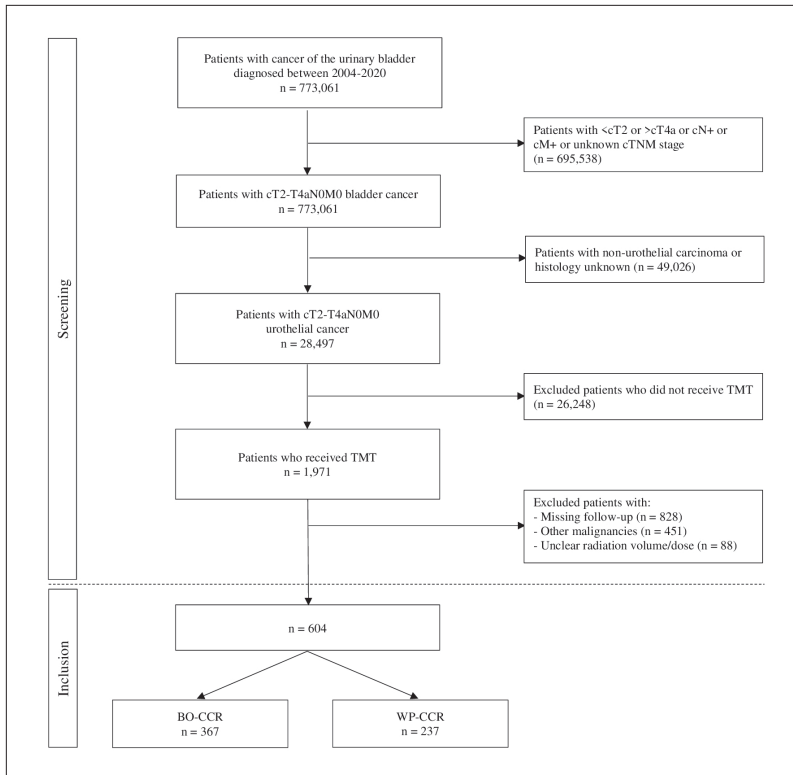 Screening
Patients with cancer of the urinary bladder
diagnosed between 2004-2020
n = 773,061
Patients with <cT2 or >cT4a or cN+ or
cM+ or unknown cTNM stage
(n = 695,538)
Patients with cT2-T4aN0M0 bladder cancer
n = 773,061
Patients with non-urothelial carcinoma or
histology unknown (n = 49,026)
Patients with cT2-T4aN0M0
urothelial cancer
n = 28,497
Excluded patients who did not receive TMT
(n = 26,248)
Patients who received TMT
n = 1,971
Excluded patients with:
- Missing follow-up (n = 828)
- Other malignancies (n = 451)
- Unclear radiation volume/dose (n = 88)
Inclusion
n = 604
BO-CCR
n = 367
WP-CCR
n = 237